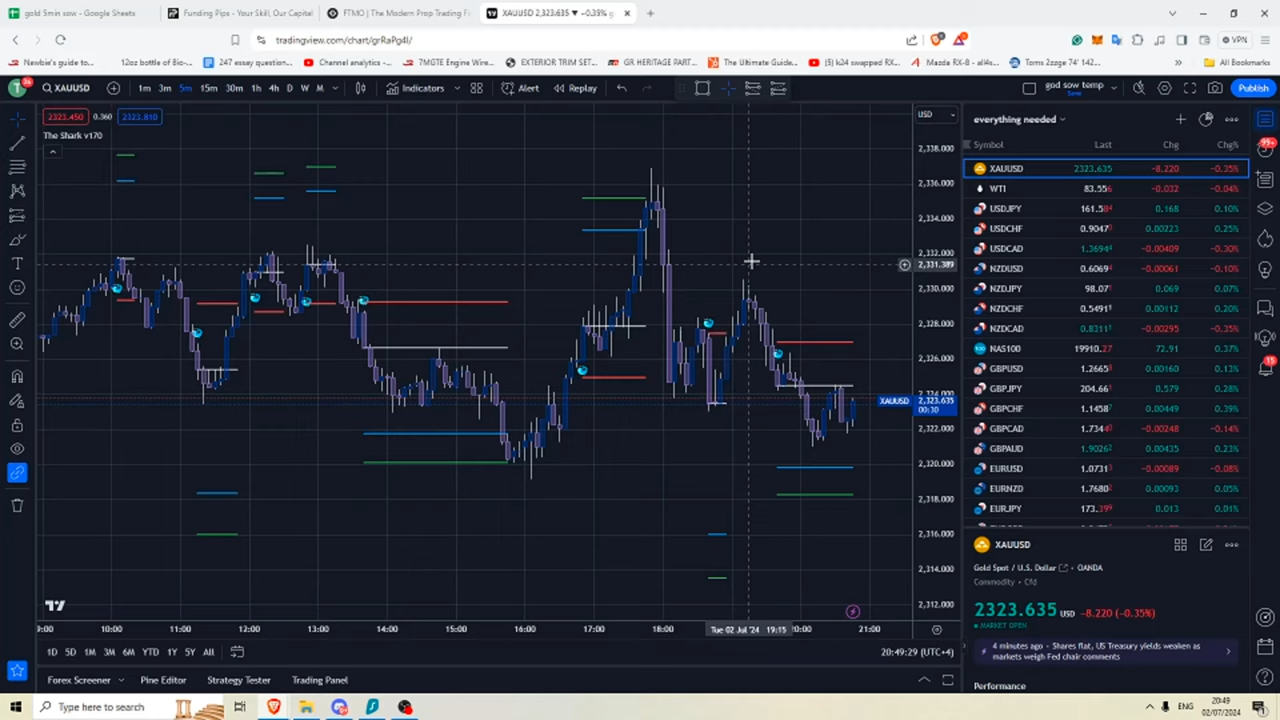 gold 5min sow - Google Sheets
Funding Pips - Your Skill, Our Capital
FTMO | The Modern Prop Trading Fi
XAUUSD 2,323.635 ▼ -0.35% g
tradingview.com/chart/grRaPg4l/
VPN
Newbie's guide to...
12oz bottle of Bio-...
247 essay question...
Channel analytics -...
7MGTE Engine Wire...
EXTERIOR TRIM SET...
GR HERITAGE PART...
The Ultimate Guide...
(5) k24 swapped RX...
Mazda RX-8 - all4s...
Toms 2zzge 74' 142...
All Bookmarks
XAUUSD
1m 3m 5m 15m 30m 1h 4h D W M
Indicators
Alert
Replay
god sow temp
Save
Publish
2323.450 0.360 2323.810
The Shark v170
USD
2,338.000
2,336.000
2,334.000
2,332.000
2,331.389
2,330.000
2,328.000
2,326.000
2,324.000
XAUUSD 2,323.635
00:30
2,322.000
2,320.000
2,318.000
2,316.000
2,314.000
2,312.000
9:00 10:00 11:00 12:00 13:00 14:00 15:00 16:00 17:00 18:00 Tue 02 Jul '24 19:15 20:00 21:00
1D 5D 1M 3M 6M YTD 1Y 5Y All
20:49:29 (UTC+4)
Forex Screener
Pine Editor
Strategy Tester
Trading Panel
everything needed
Symbol Last Chg Chg%
XAUUSD 2323.635 -8.220 -0.35%
WTI 83.556 -0.032 -0.04%
USDJPY 161.584 0.168 0.10%
USDCHF 0.9047 0.00223 0.25%
USDCAD 1.3694 -0.00409 -0.30%
NZDUSD 0.6069 -0.00061 -0.10%
NZDJPY 98.07 0.069 0.07%
NZDCHF 0.5491 0.00112 0.20%
NZDCAD 0.8311 -0.00295 -0.35%
NAS100 19910.27 72.91 0.37%
GBPUSD 1.2665 0.00160 0.13%
GBPJPY 204.66 0.579 0.28%
GBPCHF 1.1458 0.00449 0.39%
GBPCAD 1.7344 -0.00248 -0.14%
GBPAUD 1.9026 0.00435 0.23%
EURUSD 1.0731 -0.00089 -0.08%
EURNZD 1.7680 0.00093 0.05%
EURJPY 173.399 0.013 0.01%
XAUUSD
Gold Spot / U.S. Dollar • OANDA
Commodity • Cfd
2323.635 USD -8.220 (-0.35%)
MARKET OPEN
4 minutes ago - Shares flat, US Treasury yields weaken as
markets weigh Fed chair comments
Performance
99+
15
Type here to search
ENG
20:49
02/07/2024